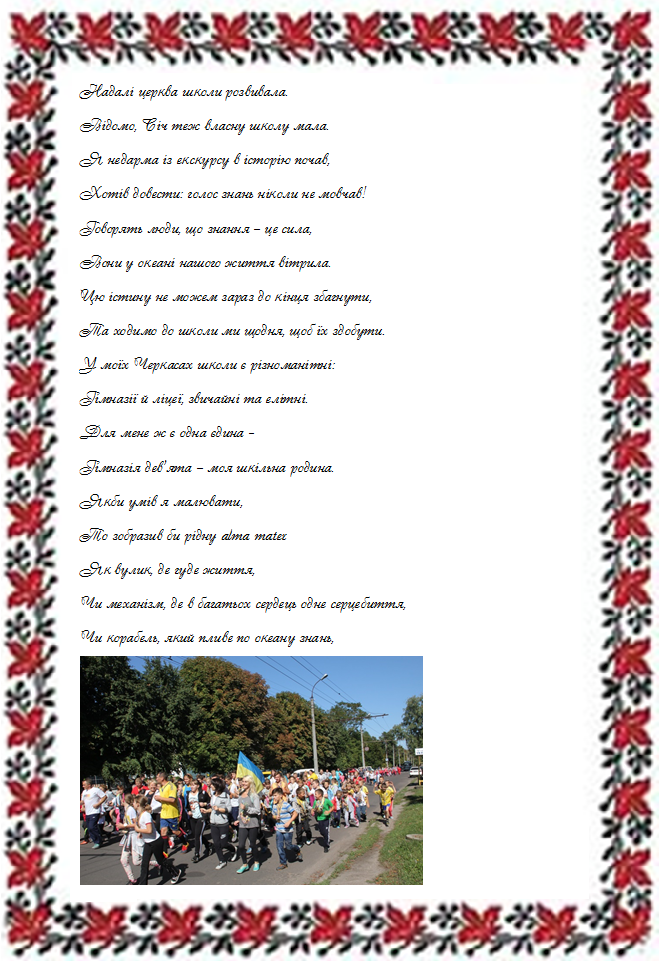 Надалі церква школи розвивала.
Відомо, Січ теж власну школу мала.
Я недарма із екскурсу в історію почав,
Хотів довести: голос знань ніколи не мовчав!
Говорять люди, що знання – це сила,
Вони у океані нашого життя вітрила.
Цю істину не можем зараз до кінця збагнути,
Та ходимо до школи ми щодня, щоб їх здобути.
У моїх Черкасах школи є різноманітні:
Гімназії й ліцеї, звичайні та елітні.
Для мене ж є одна єдина –
Гімназія дев'ята – моя шкільна родина.
Якби умів я малювати,
То зобразив би рідну alma mater
Як вулик, де гуде життя,
Чи механізм, де в багатьох сердець одне серцебиття,
Чи корабель, який пливе по океану знань,